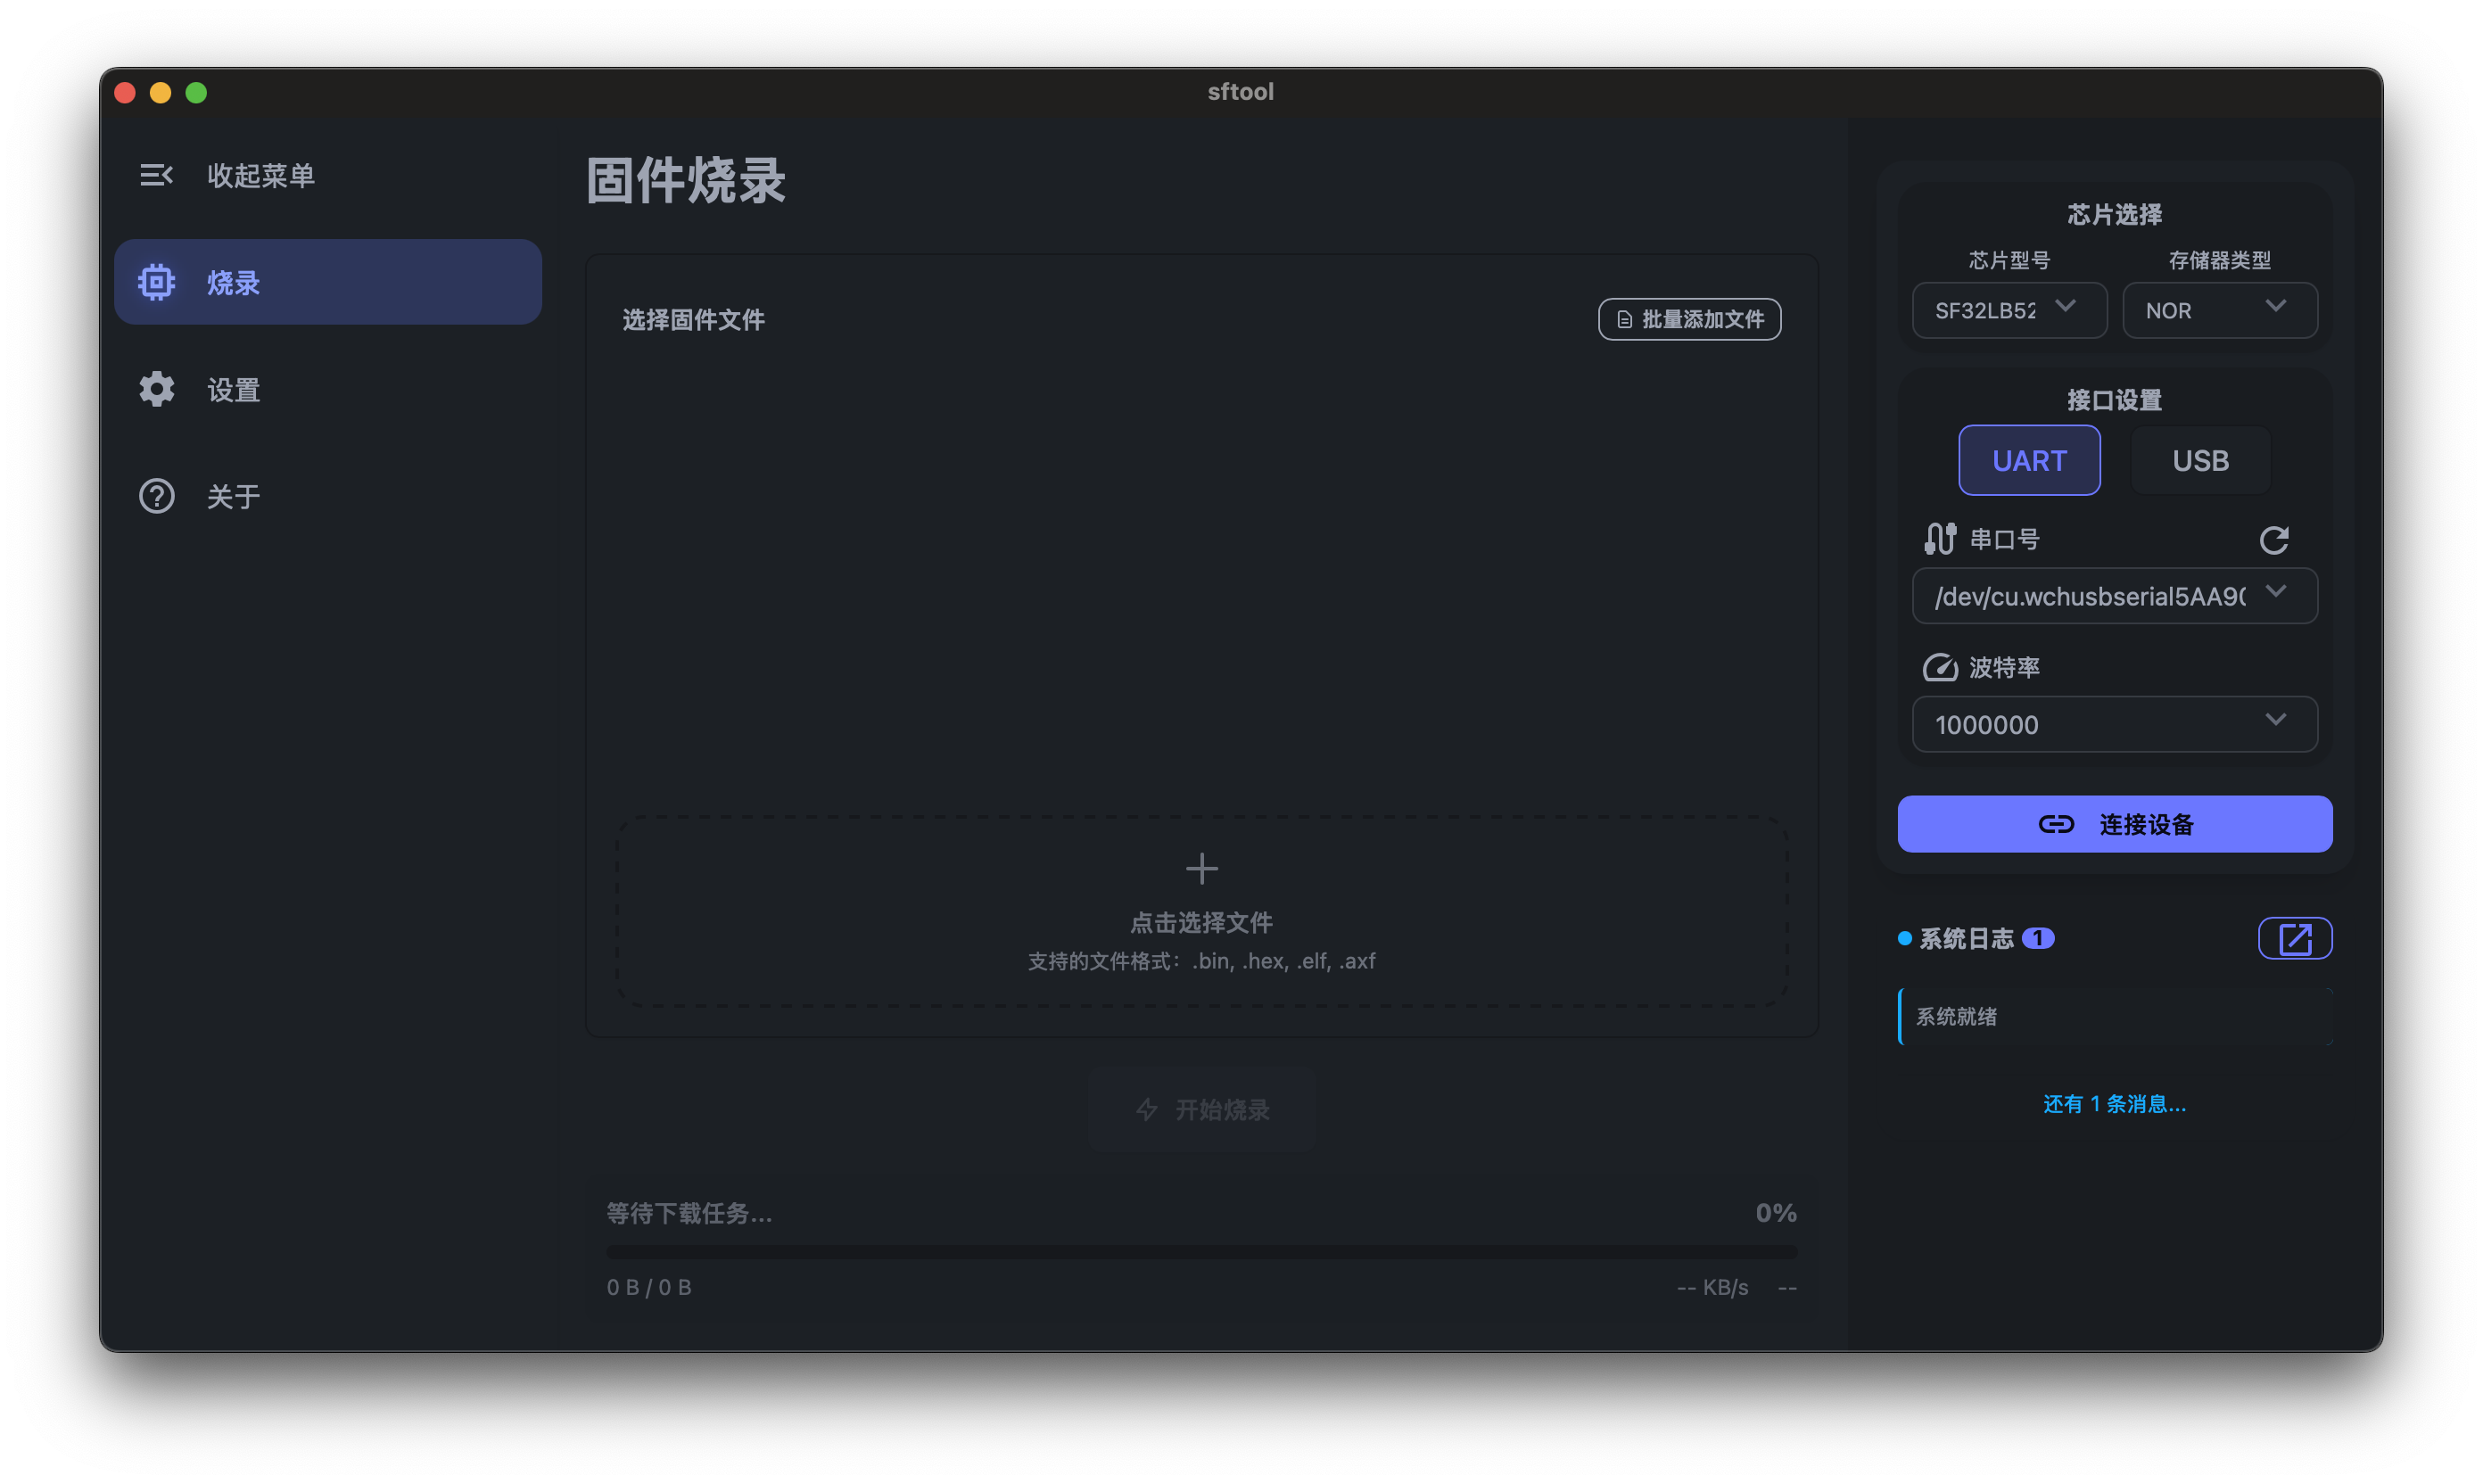 sftool
收起菜单
烧录
设置
关于
固件烧录
选择固件文件
批量添加文件
点击选择文件
支持的文件格式：.bin, .hex, .elf, .axf
开始烧录
等待下载任务...
0%
0 B / 0 B
-- KB/s --
芯片选择
芯片型号 存储器类型
SF32LB52 NOR
接口设置
UART USB
串口号
/dev/cu.wchusbserial5AA9
波特率
1000000
连接设备
系统日志 1
系统就绪
还有 1 条消息...